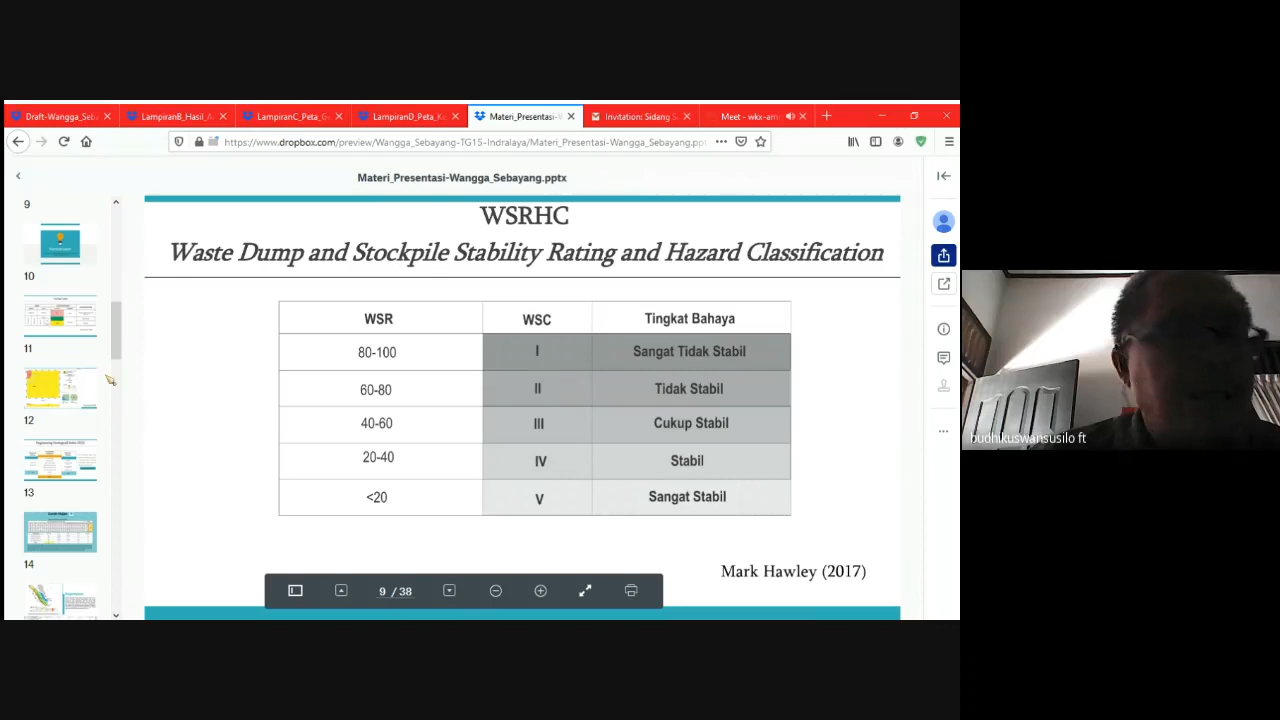 Draft-Wangga_Seb
LampiranB_Hasil_A
LampiranC_Peta_G
LampiranD_Peta_K
Materi_Presentasi-
Invitation: Sidang S
Meet - wkx-am
https://www.dropbox.com/preview/Wangga_Sebayang-TG15-Indralaya/Materi_Presentasi-Wangga_Sebayang.ppt
Materi_Presentasi-Wangga_Sebayang.pptx
9
10
11
12
13
14
WSRHC
Waste Dump and Stockpile Stability Rating and Hazard Classification
WSR WSC Tingkat Bahaya
80-100 I Sangat Tidak Stabil
60-80 II Tidak Stabil
40-60 III Cukup Stabil
20-40 IV Stabil
<20 V Sangat Stabil
Mark Hawley (2017)
9 / 38
budhikuswansusilo ft